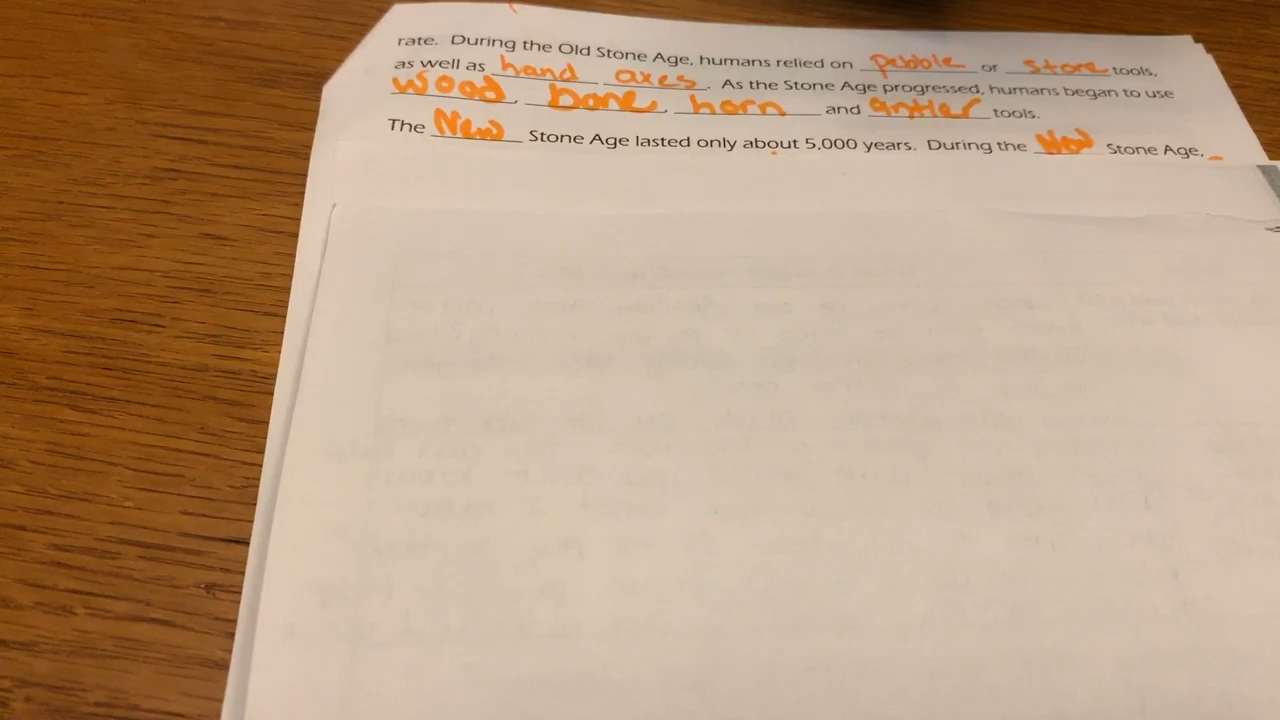 rate. During the Old Stone Age, humans relied on pebble or stone tools,
as well as hand axes. As the Stone Age progressed, humans began to use
wood, bone, horn and antler tools.
The New Stone Age lasted only about 5,000 years. During the New Stone Age,